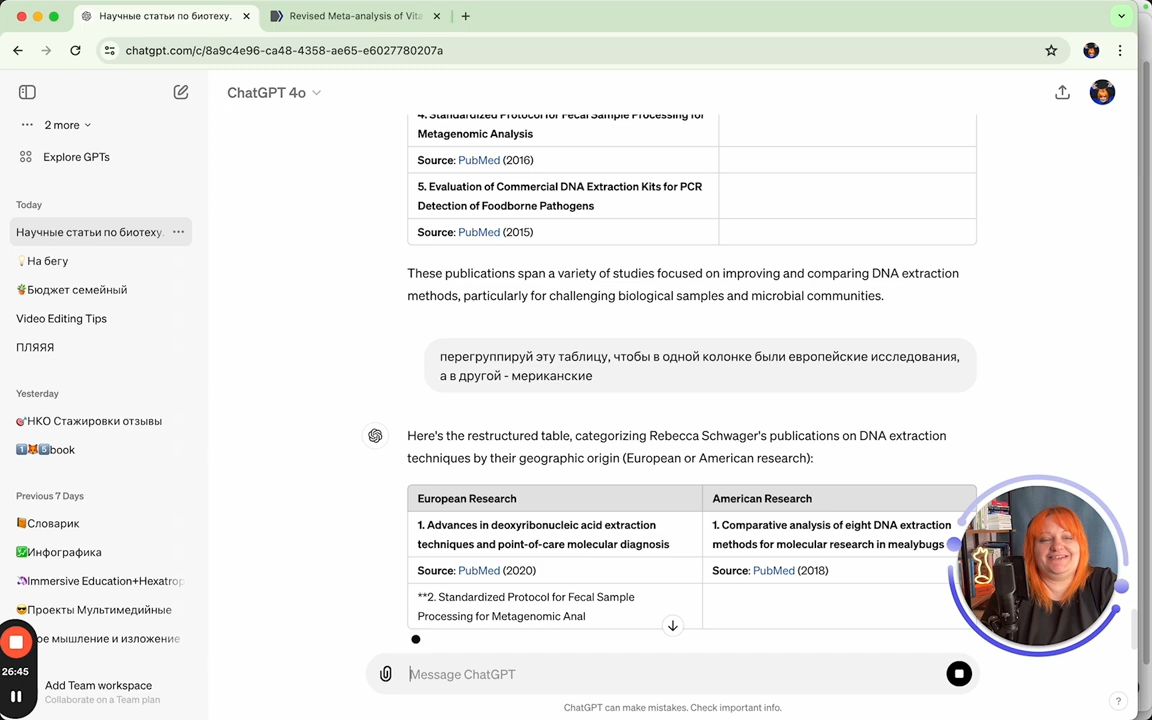 Научные статьи по биотеху.
Revised Meta-analysis of Vita
chatgpt.com/c/8a9c4e96-ca48-4358-ae65-e6027780207a
2 more
Explore GPTs
Today
Научные статьи по биотеху.
💡На бегу
🪴Бюджет семейный
Video Editing Tips
ПЛЯЯЯ
Yesterday
🎯НКО Стажировки отзывы
1️⃣🦊5️⃣book
Previous 7 Days
📙Словарик
💹Инфографика
🦄Immersive Education+Hexatrop
😎Проекты Мультимедийные
ое мышление и изложение
26:45
Add Team workspace
Collaborate on a Team plan
ChatGPT 4o
4. Standardized Protocol for Fecal Sample Processing for
Metagenomic Analysis
Source: PubMed (2016)
5. Evaluation of Commercial DNA Extraction Kits for PCR
Detection of Foodborne Pathogens
Source: PubMed (2015)
These publications span a variety of studies focused on improving and comparing DNA extraction
methods, particularly for challenging biological samples and microbial communities.
перегруппируй эту таблицу, чтобы в одной колонке были европейские исследования,
а в другой - мериканские
Here's the restructured table, categorizing Rebecca Schwager's publications on DNA extraction
techniques by their geographic origin (European or American research):
European Research
American Research
1. Advances in deoxyribonucleic acid extraction
techniques and point-of-care molecular diagnosis
1. Comparative analysis of eight DNA extraction
methods for molecular research in mealybugs
Source: PubMed (2020)
Source: PubMed (2018)
**2. Standardized Protocol for Fecal Sample
Processing for Metagenomic Anal
Message ChatGPT
ChatGPT can make mistakes. Check important info.
?